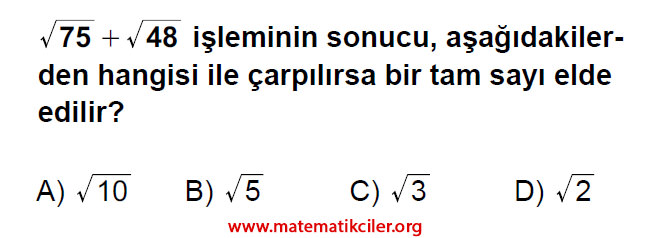 √75 + √48 işleminin sonucu, aşağıdakiler-
den hangisi ile çarpılırsa bir tam sayı elde
edilir?
A) √10 B) √5 C) √3 D) √2
www.matematikciler.org